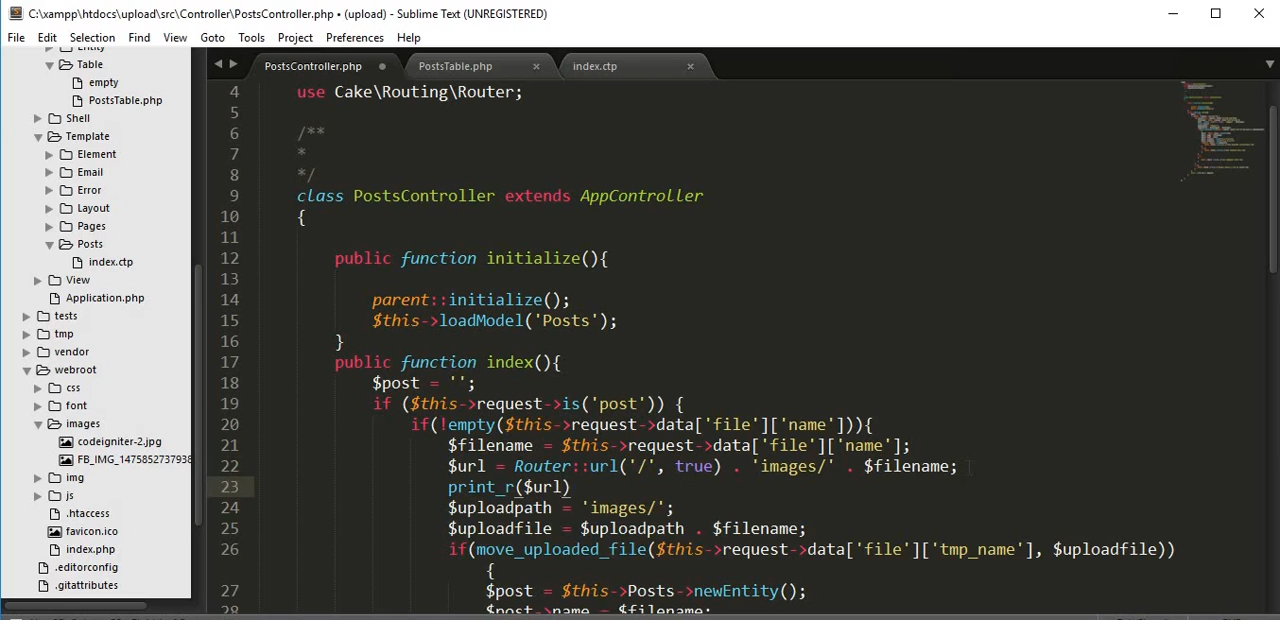 C:\xampp\htdocs\upload\src\Controller\PostsController.php • (upload) - Sublime Text (UNREGISTERED)
File Edit Selection Find View Goto Tools Project Preferences Help
Entity
Table
empty
PostsTable.php
Shell
Template
Element
Email
Error
Layout
Pages
Posts
index.ctp
View
Application.php
tests
tmp
vendor
webroot
css
font
images
codeigniter-2.jpg
FB_IMG_1475852737938
img
js
.htaccess
favicon.ico
index.php
.editorconfig
.gitattributes
PostsController.php PostsTable.php index.ctp
4 use Cake\Routing\Router;
5
6 /**
7 *
8 */
9 class PostsController extends AppController
10 {
11
12 public function initialize(){
13
14 parent::initialize();
15 $this->loadModel('Posts');
16 }
17 public function index(){
18 $post = '';
19 if ($this->request->is('post')) {
20 if(!empty($this->request->data['file']['name'])){
21 $filename = $this->request->data['file']['name'];
22 $url = Router::url('/', true) . 'images/' . $filename;
23 print_r($url)
24 $uploadpath = 'images/';
25 $uploadfile = $uploadpath . $filename;
26 if(move_uploaded_file($this->request->data['file']['tmp_name'], $uploadfile))
{
27 $post = $this->Posts->newEntity();
28 $post->name = $filename;